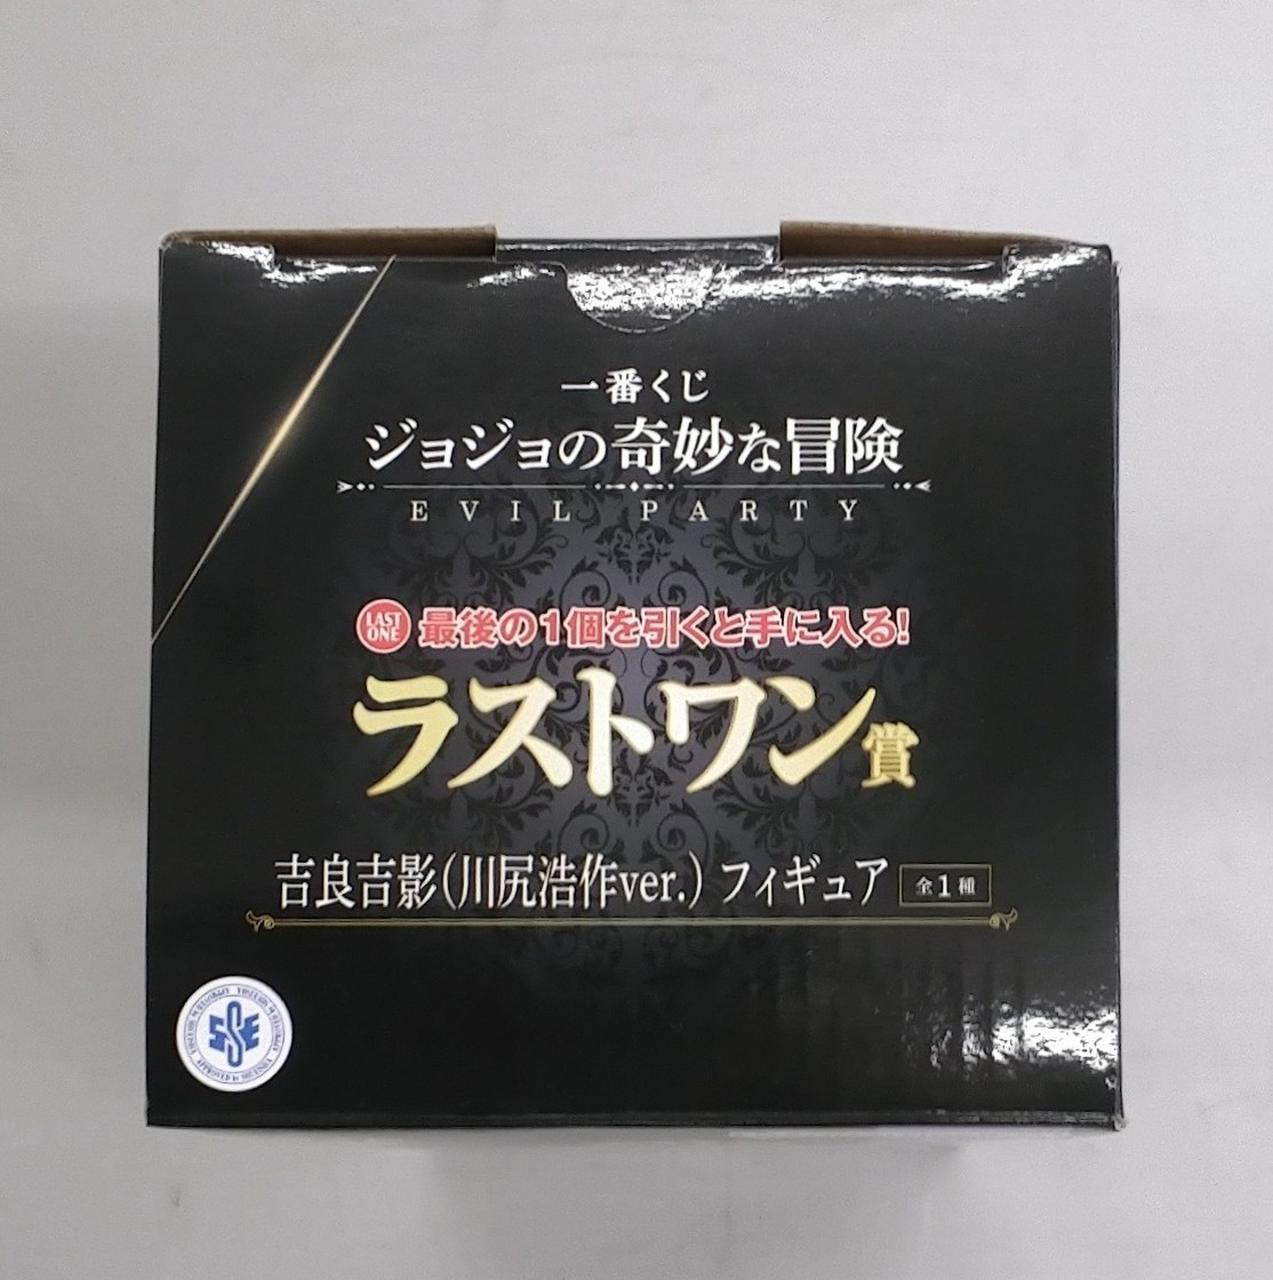 一番くじ
ジョジョの奇妙な冒険
EVIL PARTY
LAST ONE 最後の1個を引くと手に入る!
ラストワン賞
吉良吉影(川尻浩作ver.) フィギュア 全1種